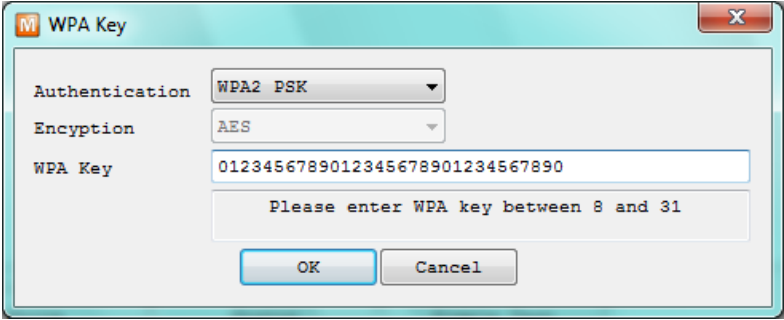 M WPA Key
Authentication WPA2 PSK
Encyption AES
WPA Key 0123456789012345678901234567890
Please enter WPA key between 8 and 31
OK Cancel